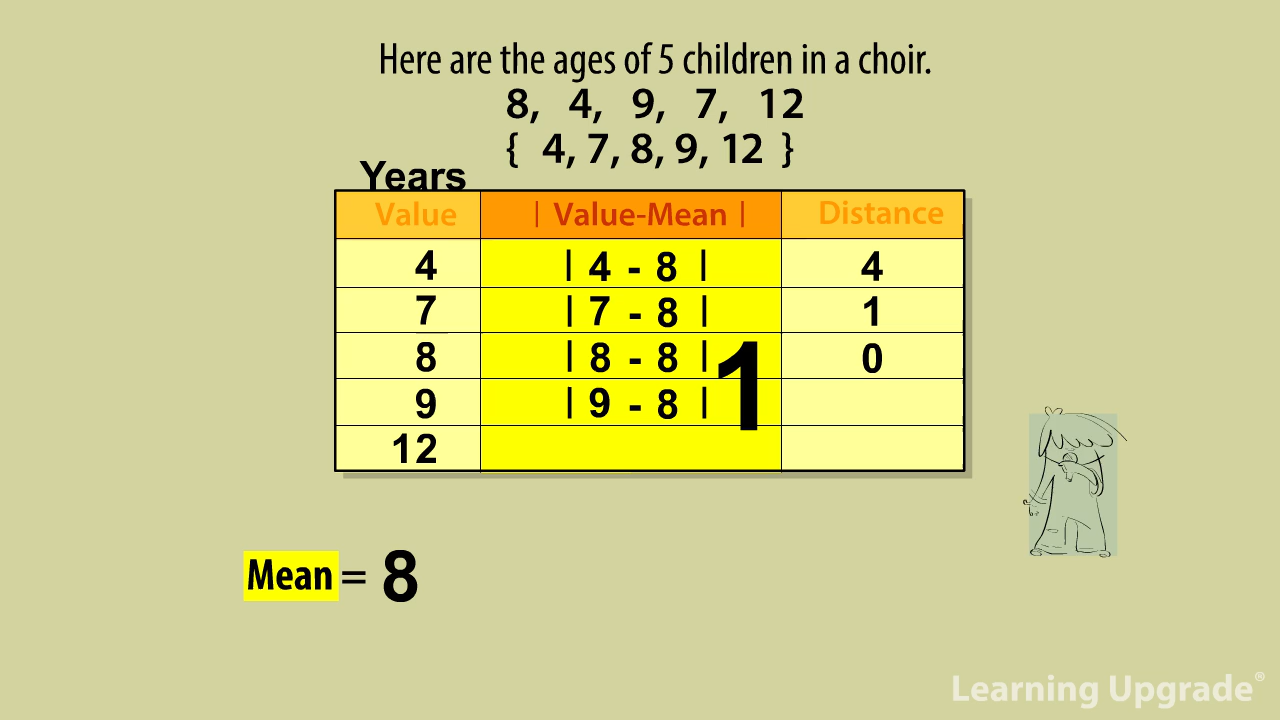 Here are the ages of 5 children in a choir.
8, 4, 9, 7, 12
{ 4, 7, 8, 9, 12 }
Years
Value | Value-Mean | Distance
4 | 4 - 8 | 4
7 | 7 - 8 | 1
8 | 8 - 8 | 0
9 | 9 - 8 | 1
12
Mean = 8
Learning Upgrade®